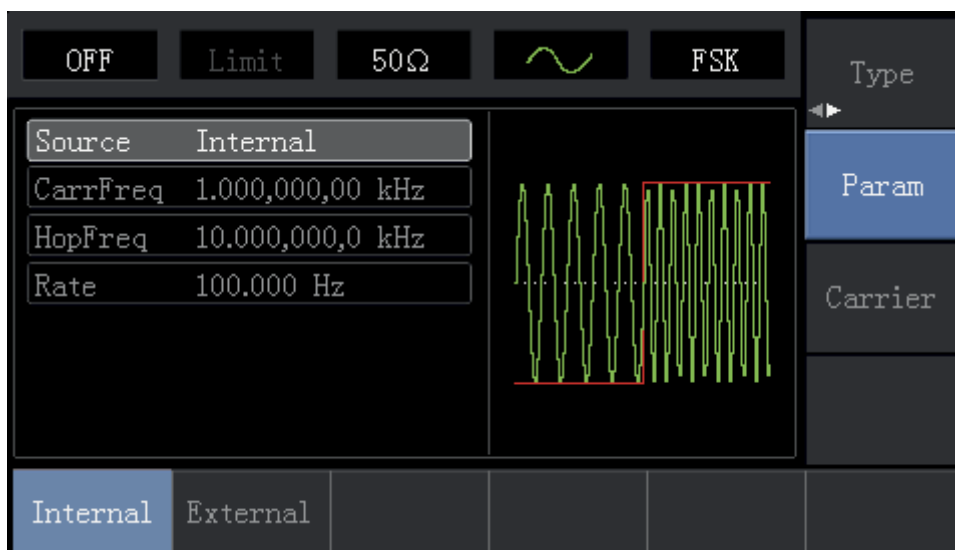 OFF Limit 50Ω FSK
Type
Source Internal
CarrFreq 1.000,000,00 kHz
HopFreq 10.000,000,0 kHz
Rate 100.000 Hz
Param
Carrier
Internal External